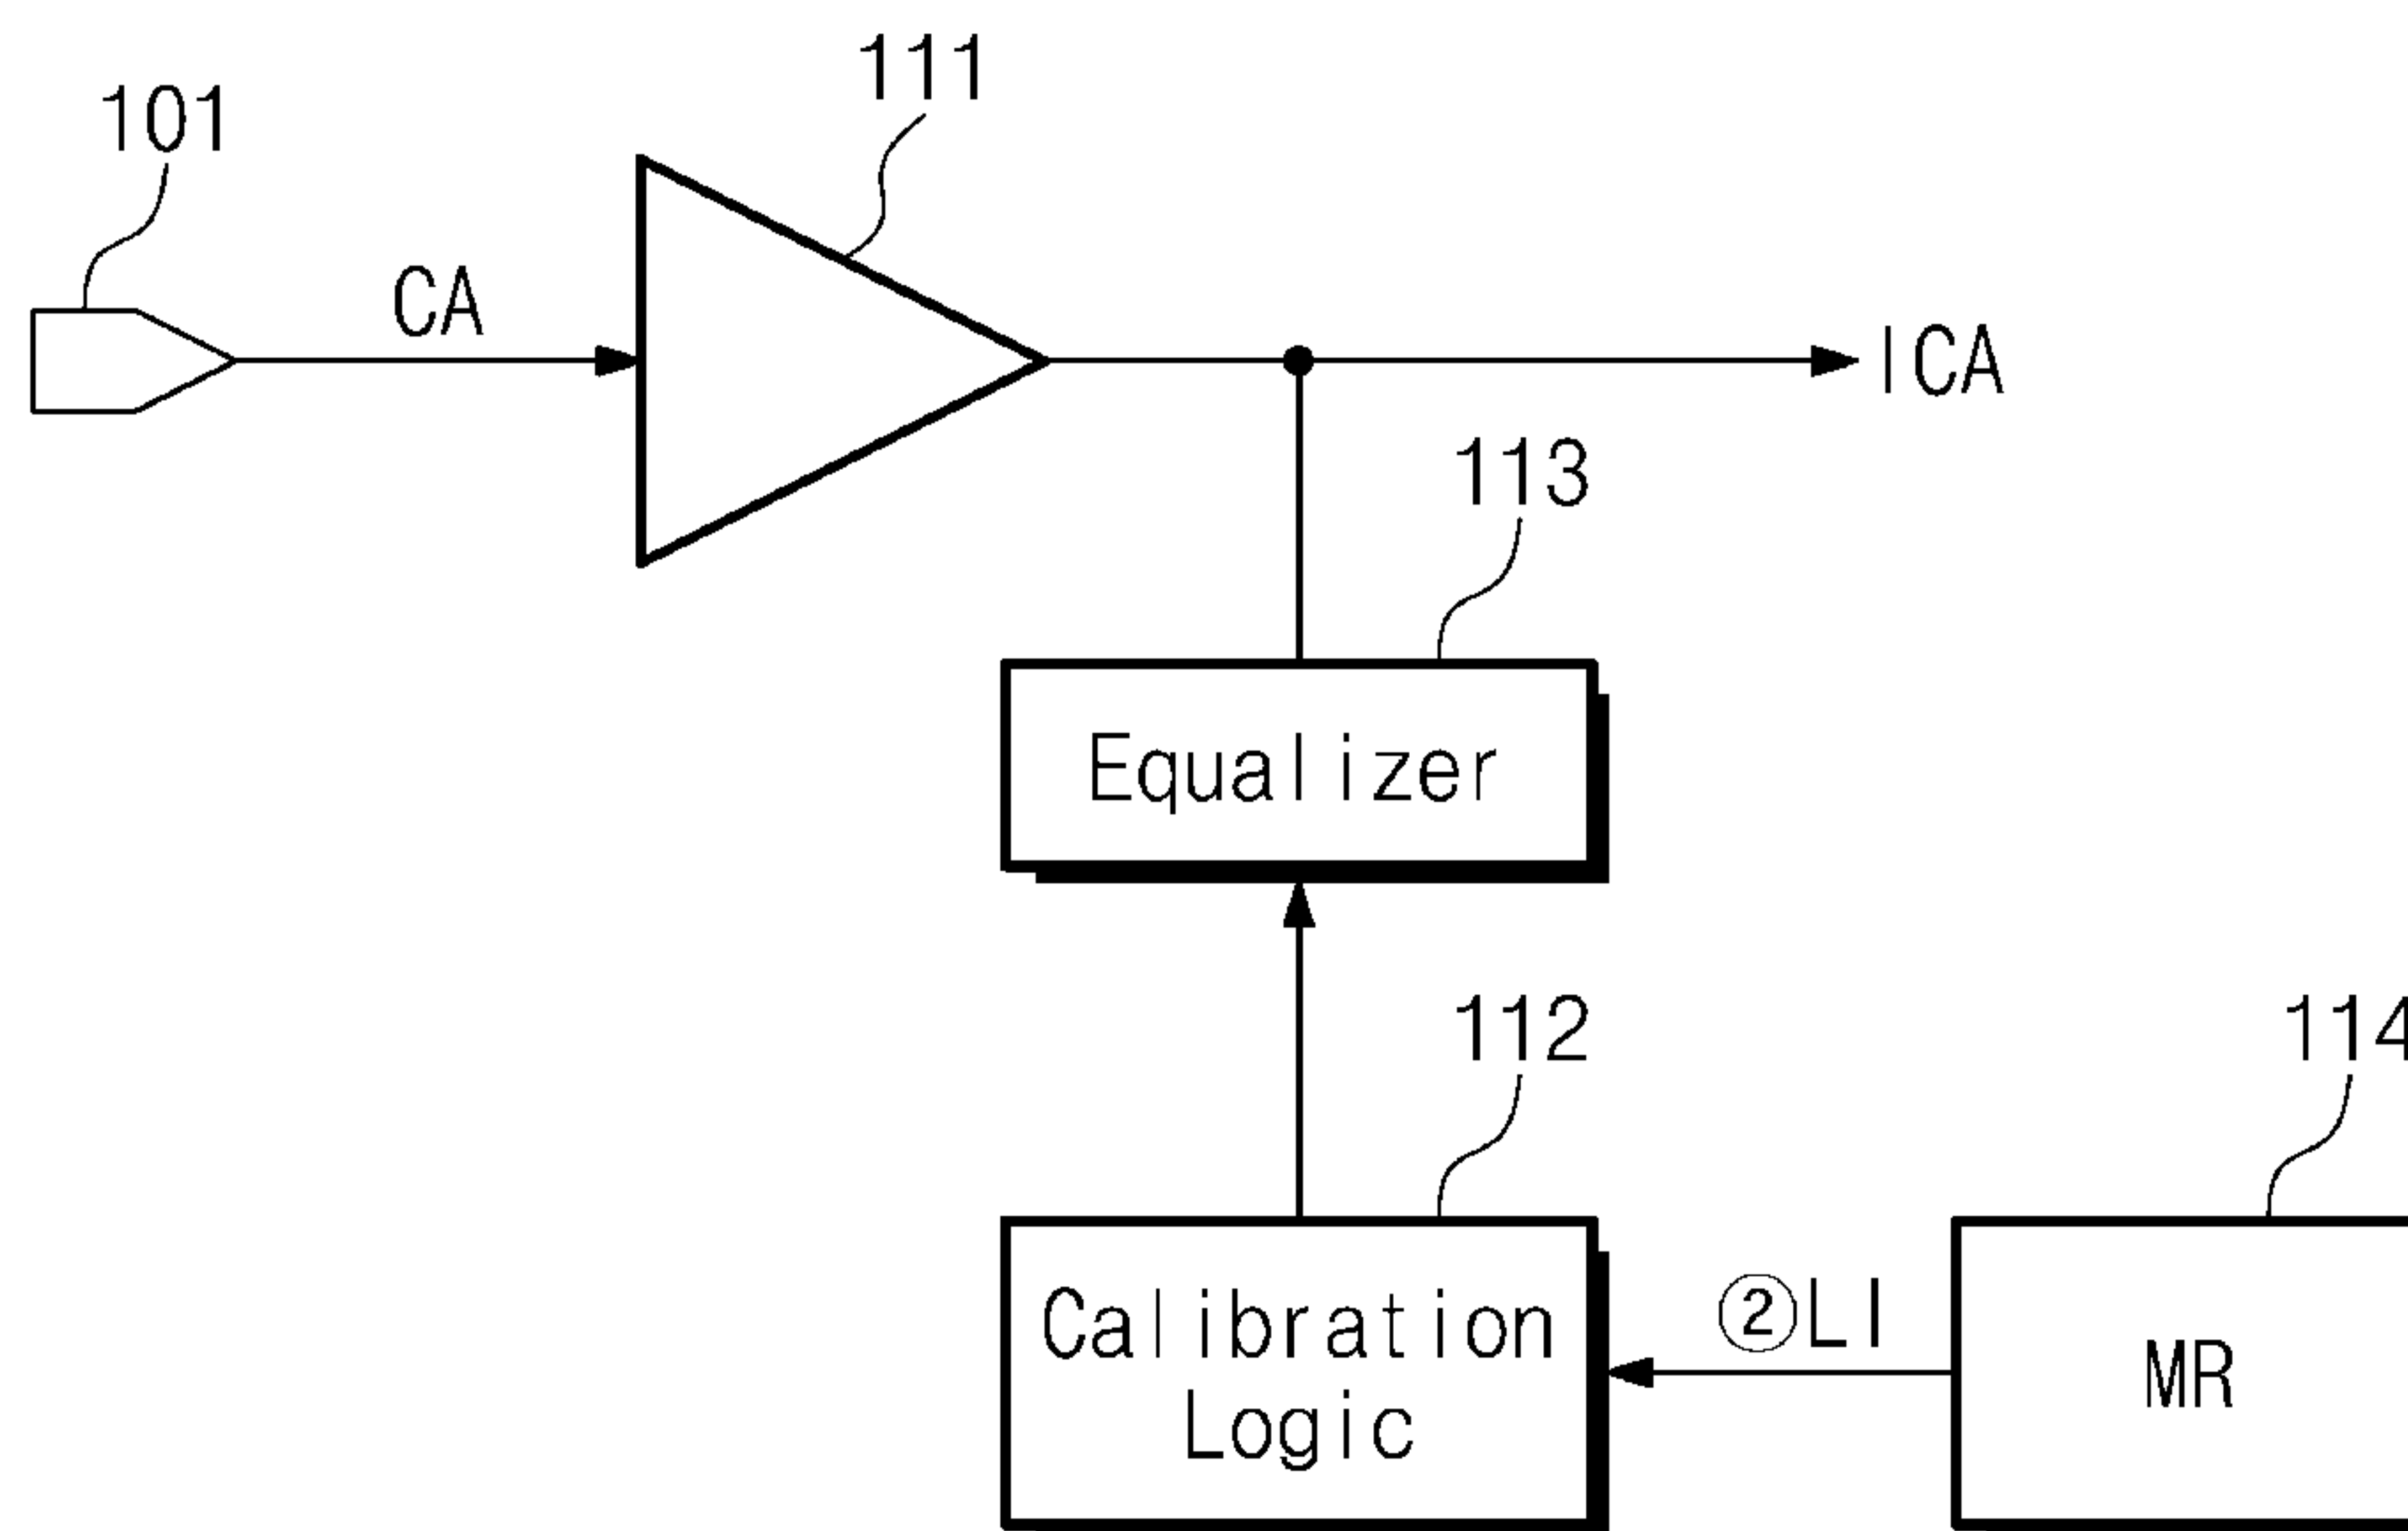 111
101
CA
ICA
113
Equalizer
112
114
②LI
Calibration
Logic
MR